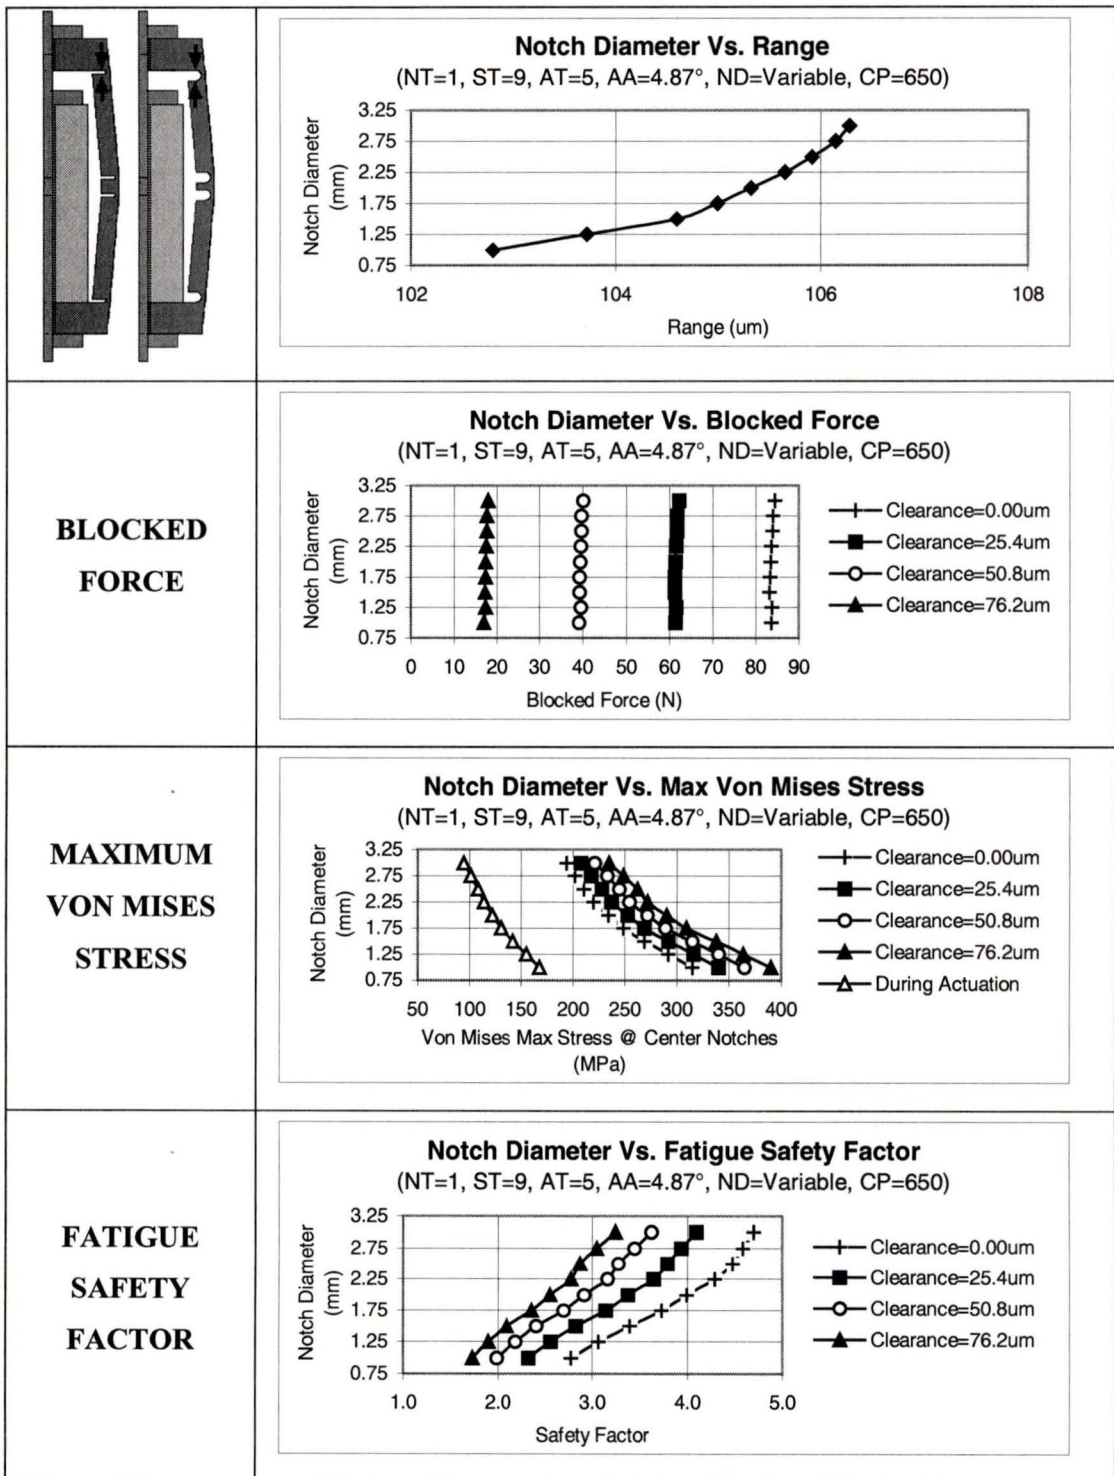 Notch Diameter Vs. Range
(NT=1, ST=9, AT=5, AA=4.87°, ND=Variable, CP=650)
Notch Diameter
(mm)
3.25
2.75
2.25
1.75
1.25
0.75
102 104 106 108
Range (um)
BLOCKED
FORCE
Notch Diameter Vs. Blocked Force
(NT=1, ST=9, AT=5, AA=4.87°, ND=Variable, CP=650)
Notch Diameter
(mm)
3.25
2.75
2.25
1.75
1.25
0.75
0 10 20 30 40 50 60 70 80 90
Blocked Force (N)
Clearance=0.00um
Clearance=25.4um
Clearance=50.8um
Clearance=76.2um
MAXIMUM
VON MISES
STRESS
Notch Diameter Vs. Max Von Mises Stress
(NT=1, ST=9, AT=5, AA=4.87°, ND=Variable, CP=650)
Notch Diameter
(mm)
3.25
2.75
2.25
1.75
1.25
0.75
50 100 150 200 250 300 350 400
Von Mises Max Stress @ Center Notches
(MPa)
Clearance=0.00um
Clearance=25.4um
Clearance=50.8um
Clearance=76.2um
During Actuation
FATIGUE
SAFETY
FACTOR
Notch Diameter Vs. Fatigue Safety Factor
(NT=1, ST=9, AT=5, AA=4.87°, ND=Variable, CP=650)
Notch Diameter
(mm)
3.25
2.75
2.25
1.75
1.25
0.75
1.0 2.0 3.0 4.0 5.0
Safety Factor
Clearance=0.00um
Clearance=25.4um
Clearance=50.8um
Clearance=76.2um